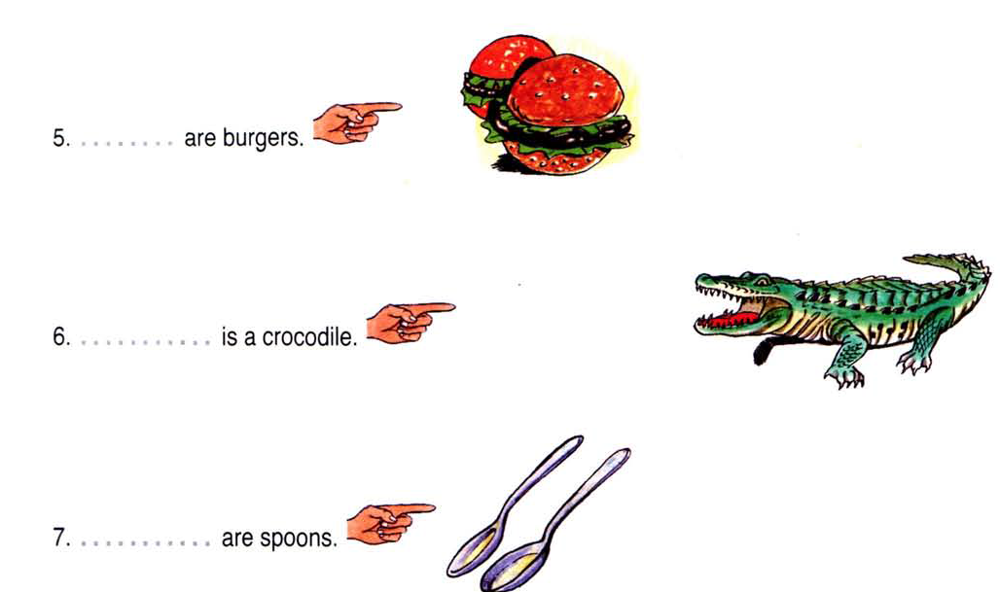 5. ......... are burgers.
6. ............ is a crocodile.
7. ............ are spoons.